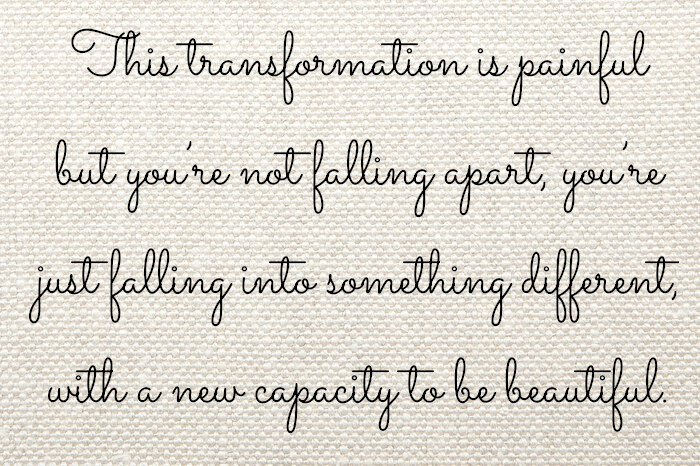 This transformation is painful
but you're not falling apart, you're
just falling into something different,
with a new capacity to be beautiful.